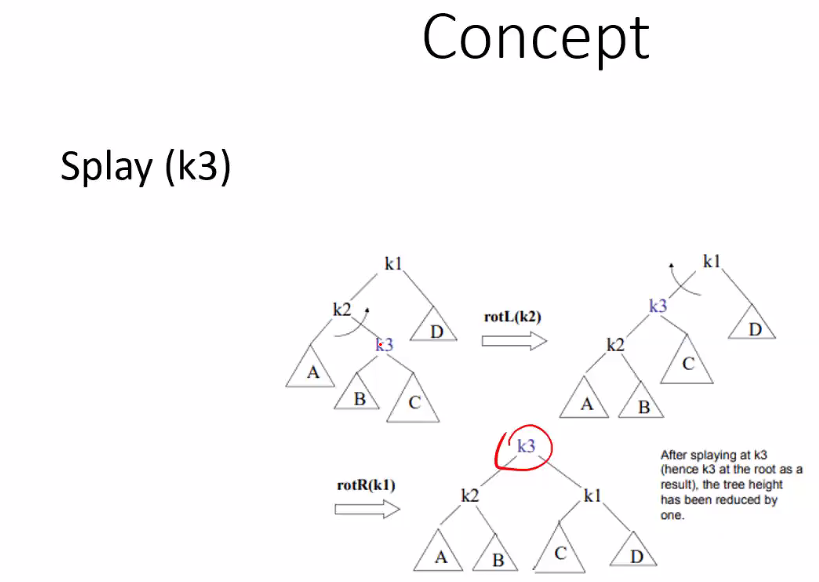 Concept
Splay (k3)
k1
k2
D
k3
A
B
C
rotL(k2)
k1
k3
D
k2
C
A
B
rotR(k1)
k3
k2
k1
A
B
C
D
After splaying at k3
(hence k3 at the root as a
result), the tree height
has been reduced by
one.